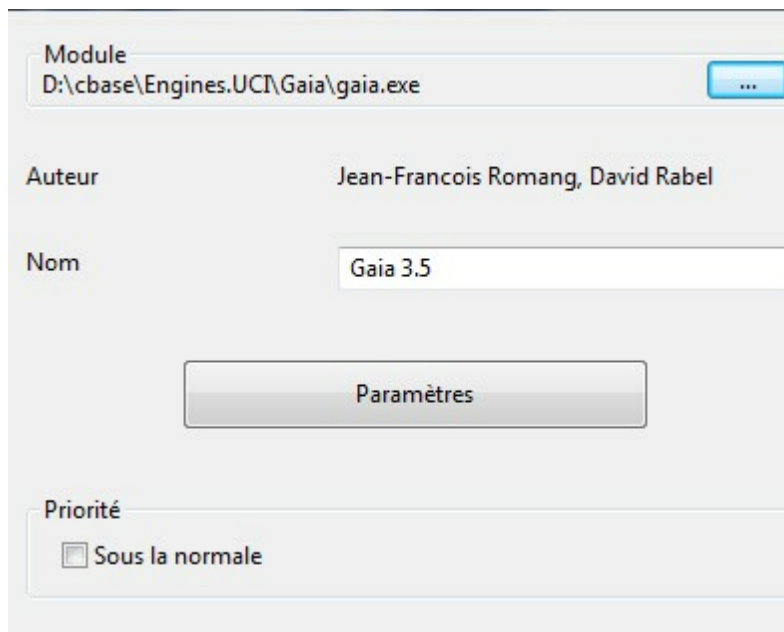 Module
D:\cbase\Engines.UCI\Gaia\gaia.exe ...
Auteur Jean-Francois Romang, David Rabel
Nom Gaia 3.5
Paramètres
Priorité
Sous la normale